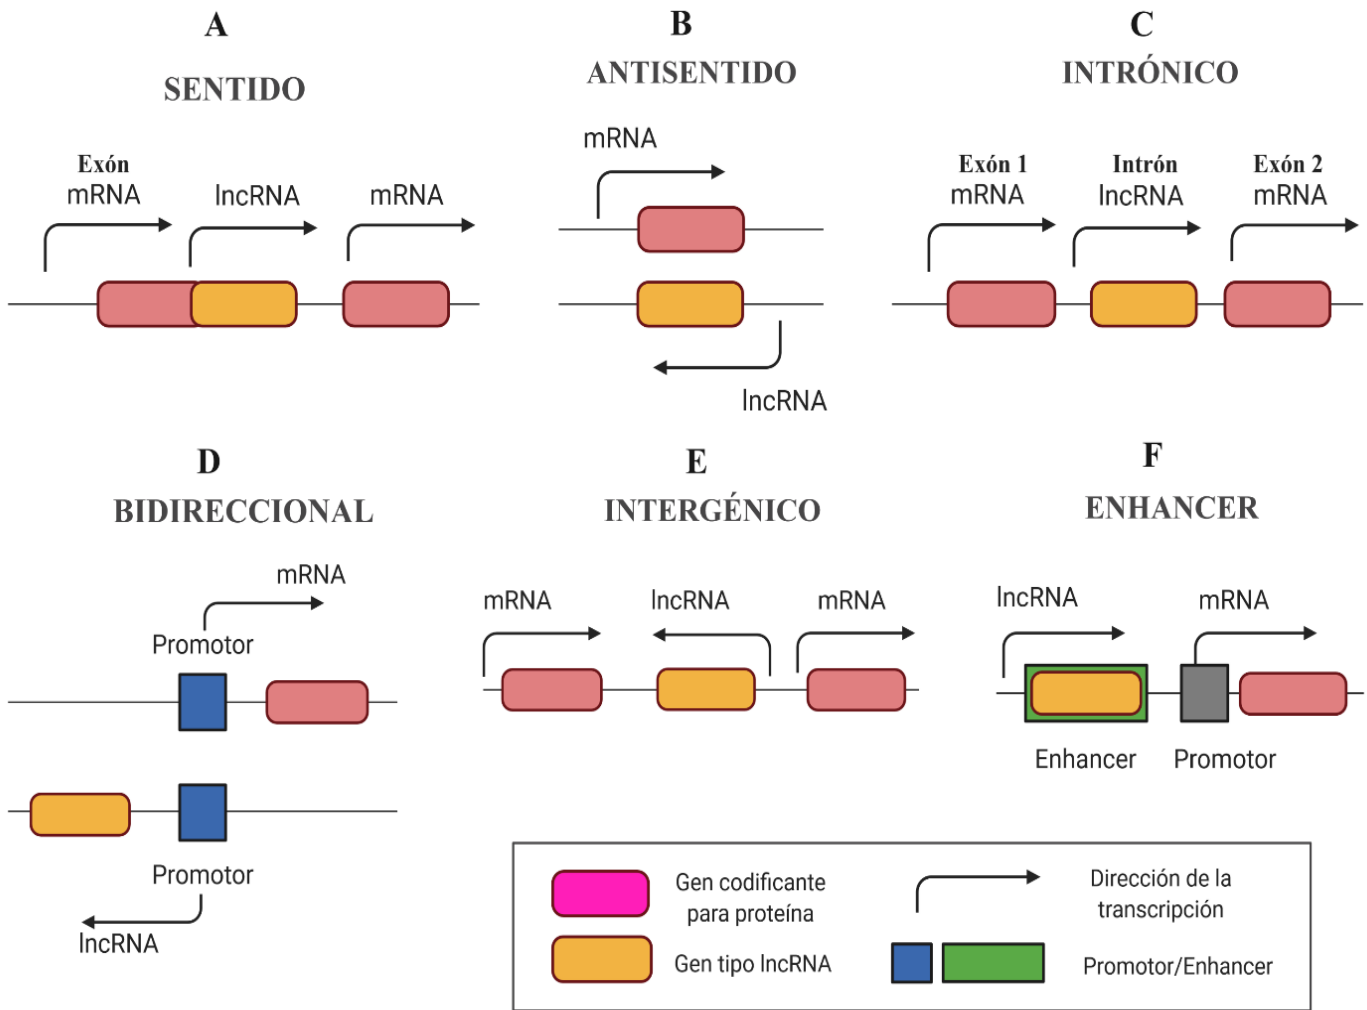 A
SENTIDO
Exón
mRNA
lncRNA
mRNA
B
ANTISENTIDO
mRNA
lncRNA
C
INTRÓNICO
Exón 1
mRNA
Intrón
lncRNA
Exón 2
mRNA
D
BIDIRECCIONAL
mRNA
Promotor
Promotor
lncRNA
E
INTERGÉNICO
mRNA
lncRNA
mRNA
F
ENHANCER
lncRNA
mRNA
Enhancer
Promotor
Gen codificante
para proteína
Gen tipo lncRNA
Dirección de la
transcripción
Promotor/Enhancer